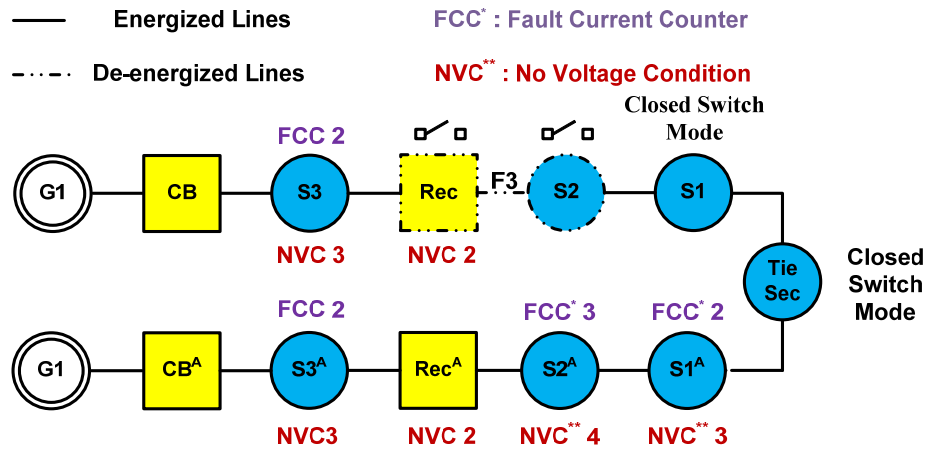 Energized Lines
FCC* : Fault Current Counter
De-energized Lines
NVC** : No Voltage Condition
Closed Switch
Mode
FCC 2
G1
CB
S3
Rec
F3
S2
S1
NVC 3
NVC 2
Tie
Sec
Closed
Switch
Mode
FCC 2
FCC* 3
FCC* 2
G1
CBᴬ
S3ᴬ
Recᴬ
S2ᴬ
S1ᴬ
NVC3
NVC 2
NVC** 4
NVC** 3